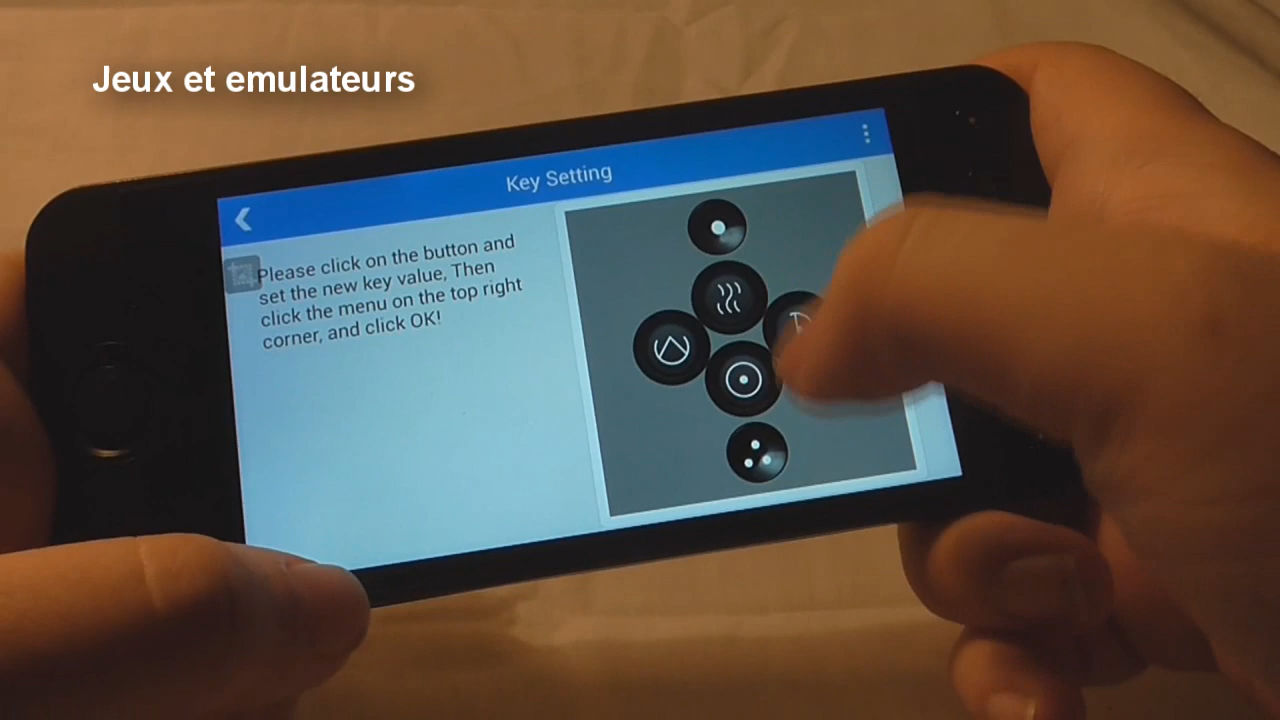 Jeux et emulateurs
Key Setting
Please click on the button and
set the new key value, Then
click the menu on the top right
corner, and click OK!